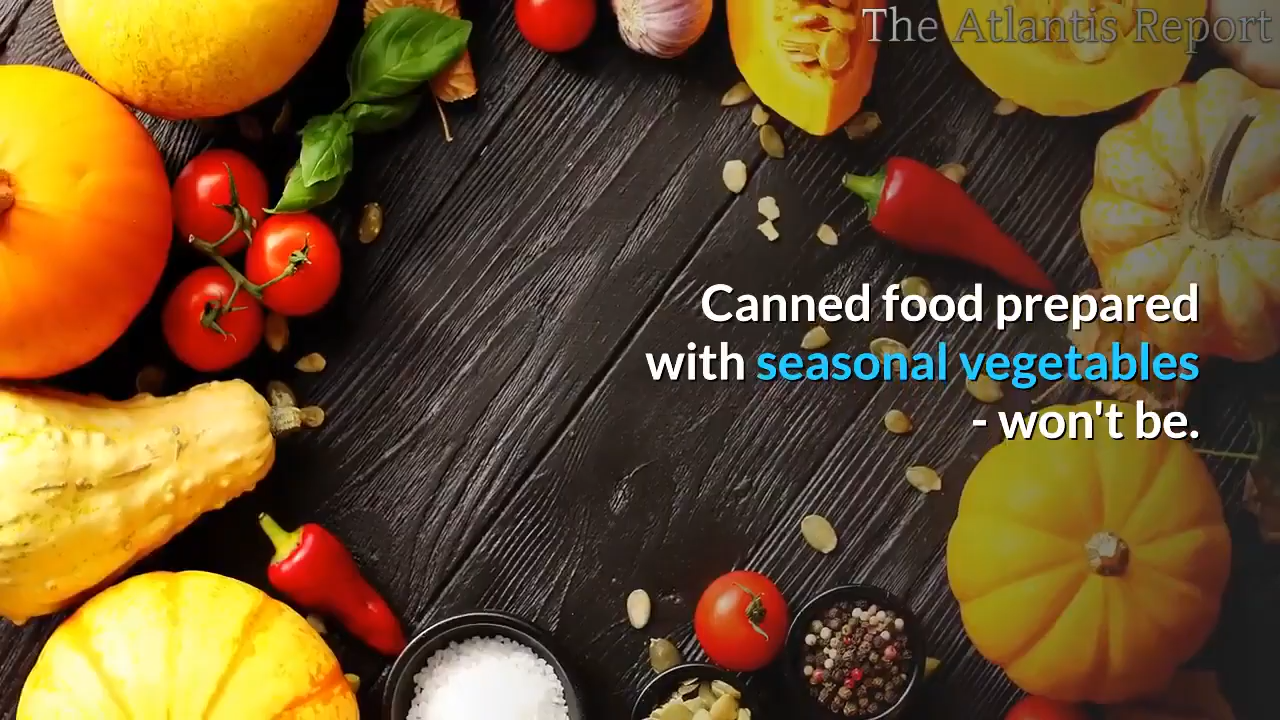 The Atlantis Report
Canned food prepared
with seasonal vegetables
- won't be.